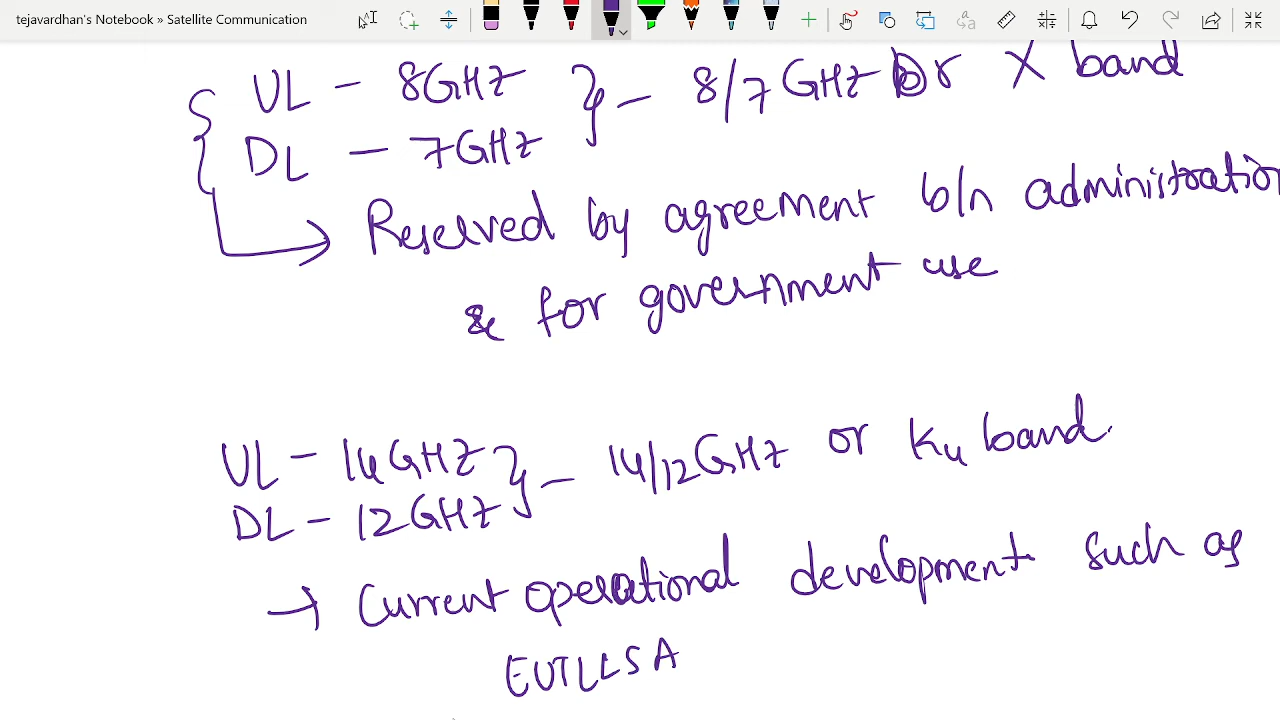 tejavardhan's Notebook » Satellite Communication
UL - 8GHz } - 8/7 GHz Or X band
DL - 7GHz
Reserved by agreement b/n administration
& for government use
UL - 14GHz } - 14/12GHz or Ku band.
DL - 12GHz
→ Current operational development such as
EUTLLSA